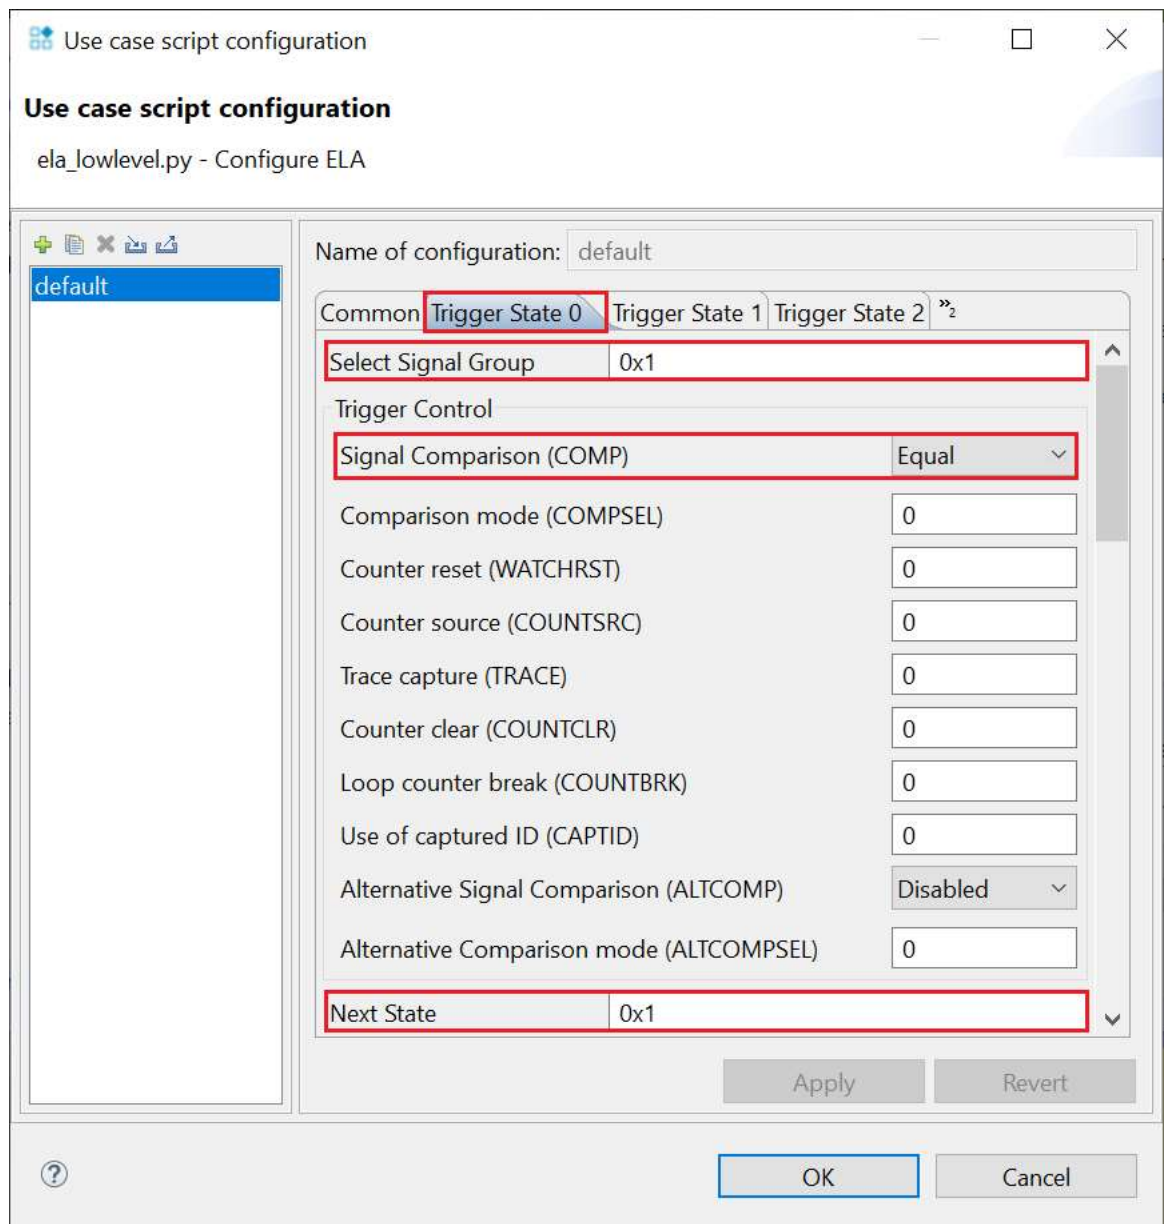 Use case script configuration
Use case script configuration
ela_lowlevel.py - Configure ELA
default
Name of configuration: default
Common Trigger State 0 Trigger State 1 Trigger State 2 »2
Select Signal Group 0x1
Trigger Control
Signal Comparison (COMP) Equal
Comparison mode (COMPSEL) 0
Counter reset (WATCHRST) 0
Counter source (COUNTSRC) 0
Trace capture (TRACE) 0
Counter clear (COUNTCLR) 0
Loop counter break (COUNTBRK) 0
Use of captured ID (CAPTID) 0
Alternative Signal Comparison (ALTCOMP) Disabled
Alternative Comparison mode (ALTCOMPSEL) 0
Next State 0x1
Apply Revert
? OK Cancel